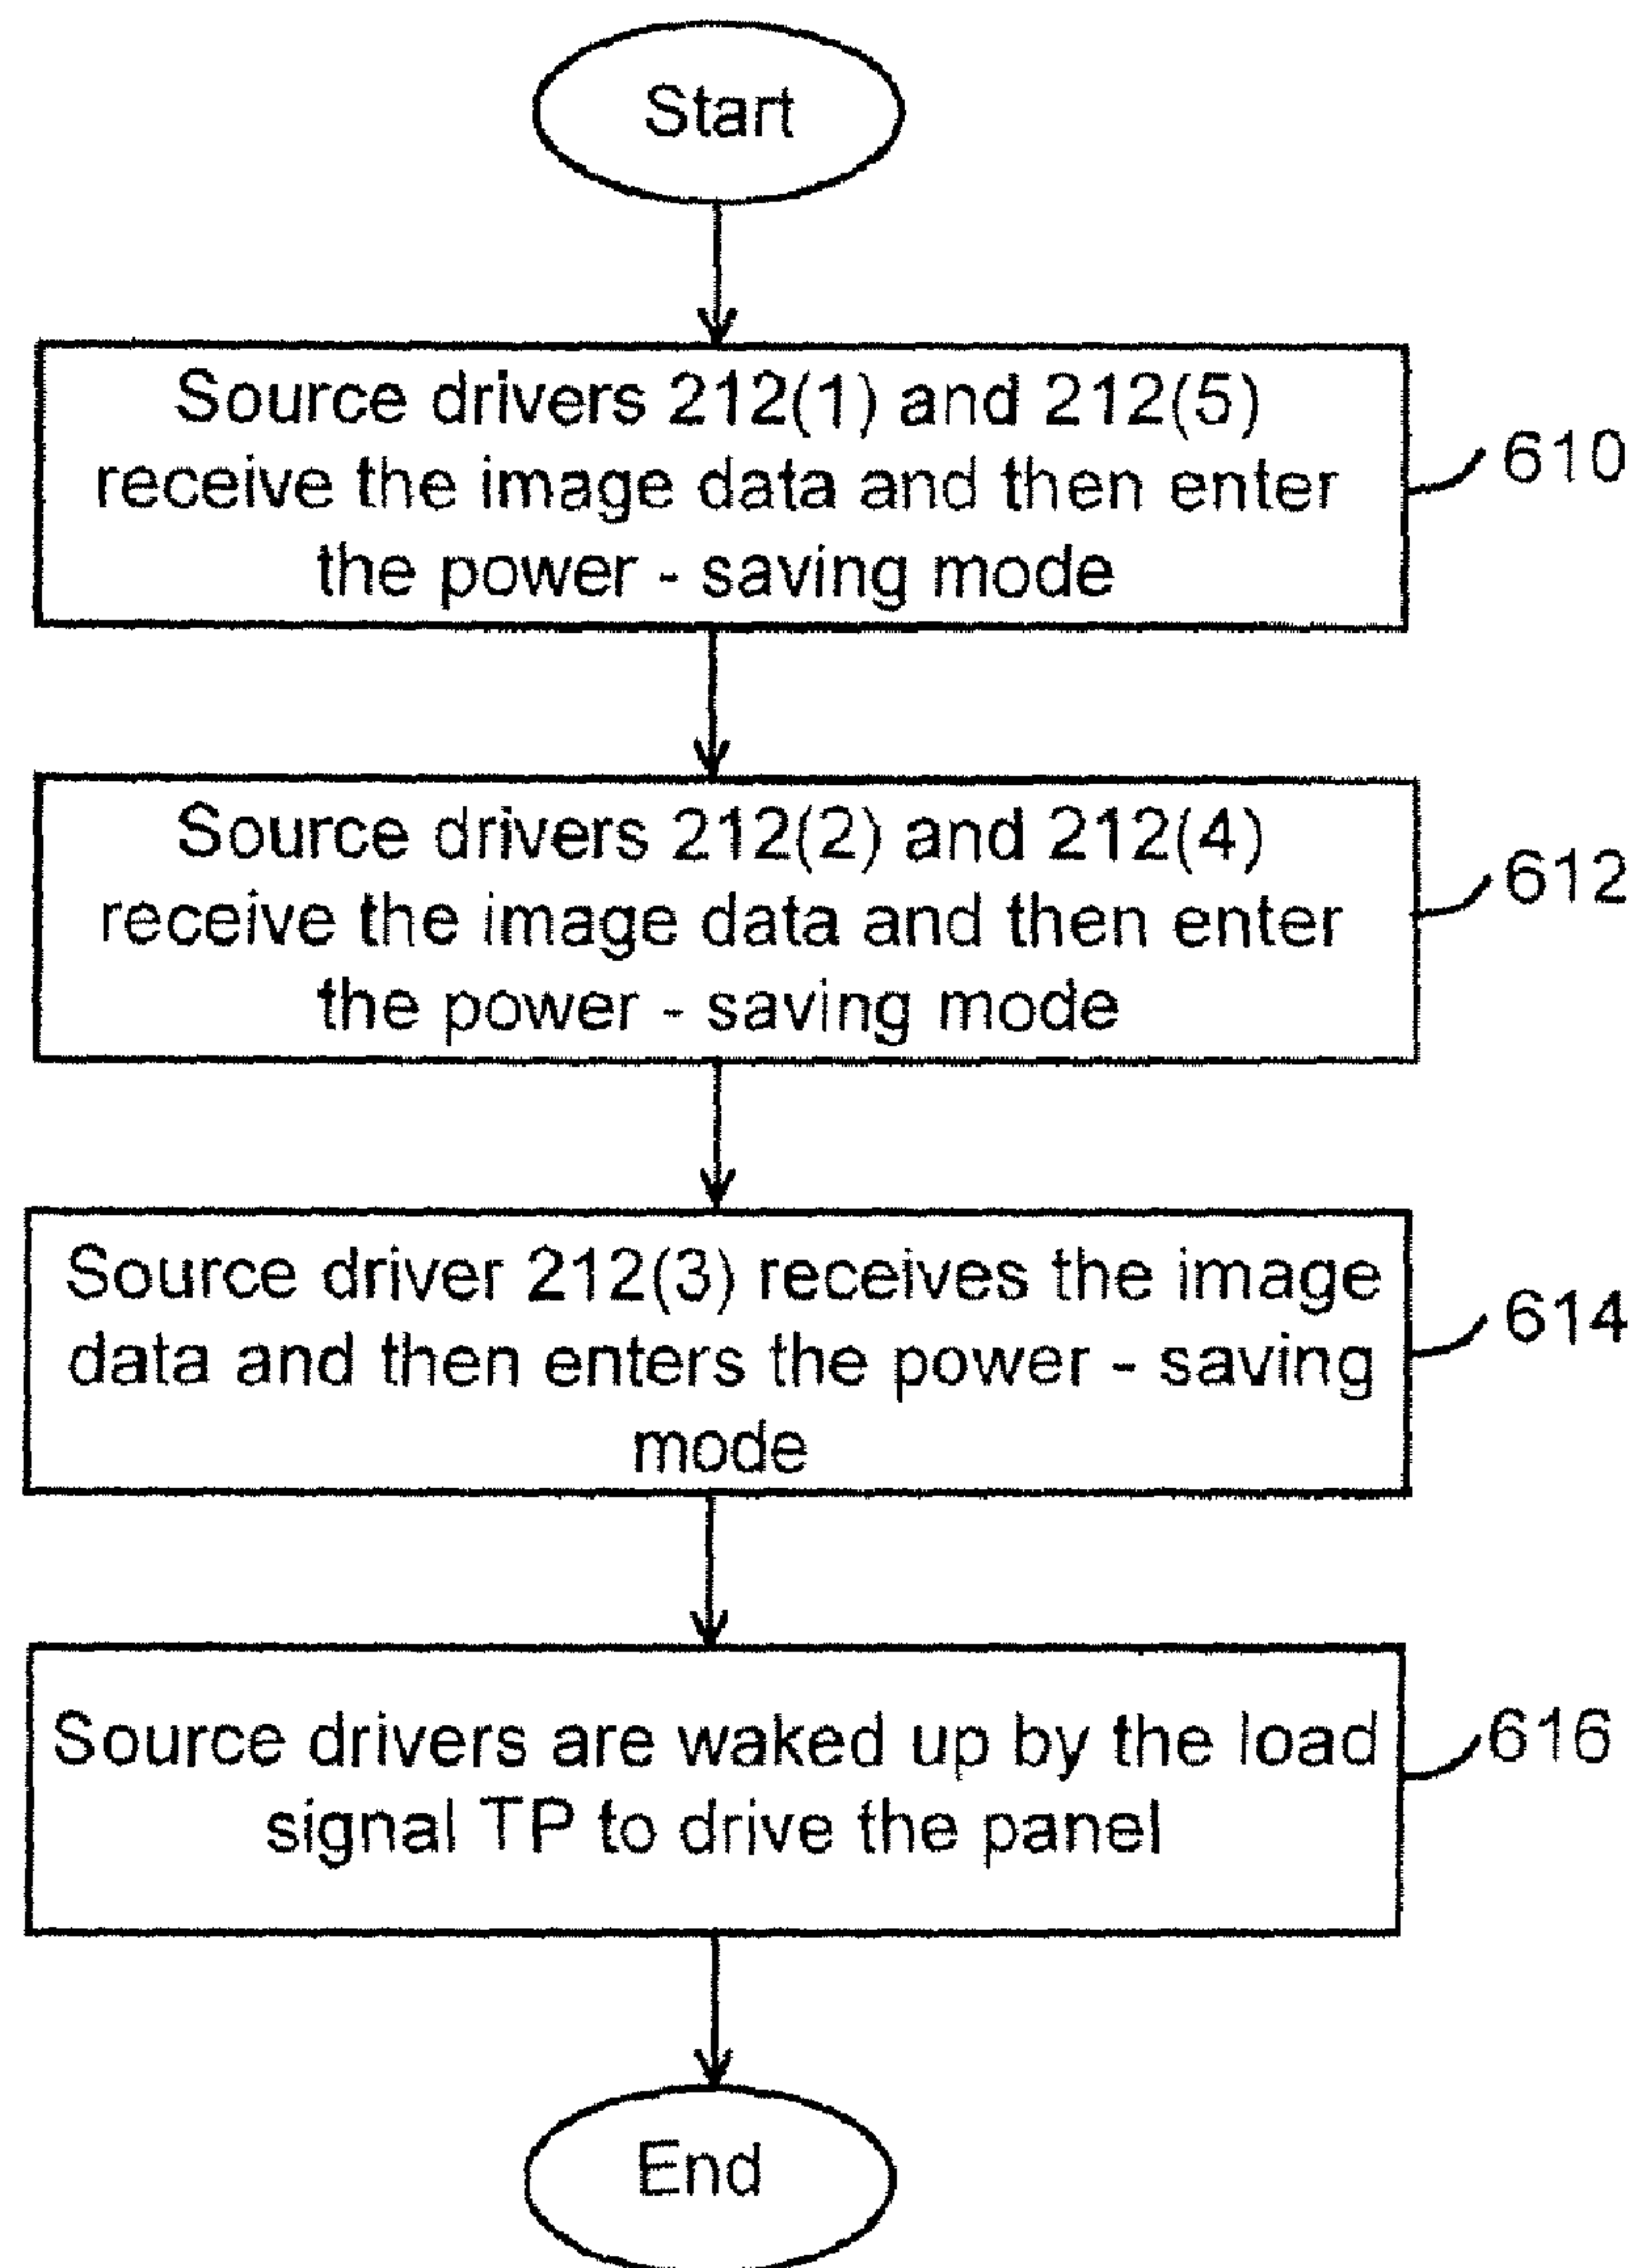 Start
Source drivers 212(1) and 212(5)
receive the image data and then enter
the power - saving mode
610
Source drivers 212(2) and 212(4)
receive the image data and then enter
the power - saving mode
612
Source driver 212(3) receives the image
data and then enters the power - saving
mode
614
Source drivers are waked up by the load
signal TP to drive the panel
616
End